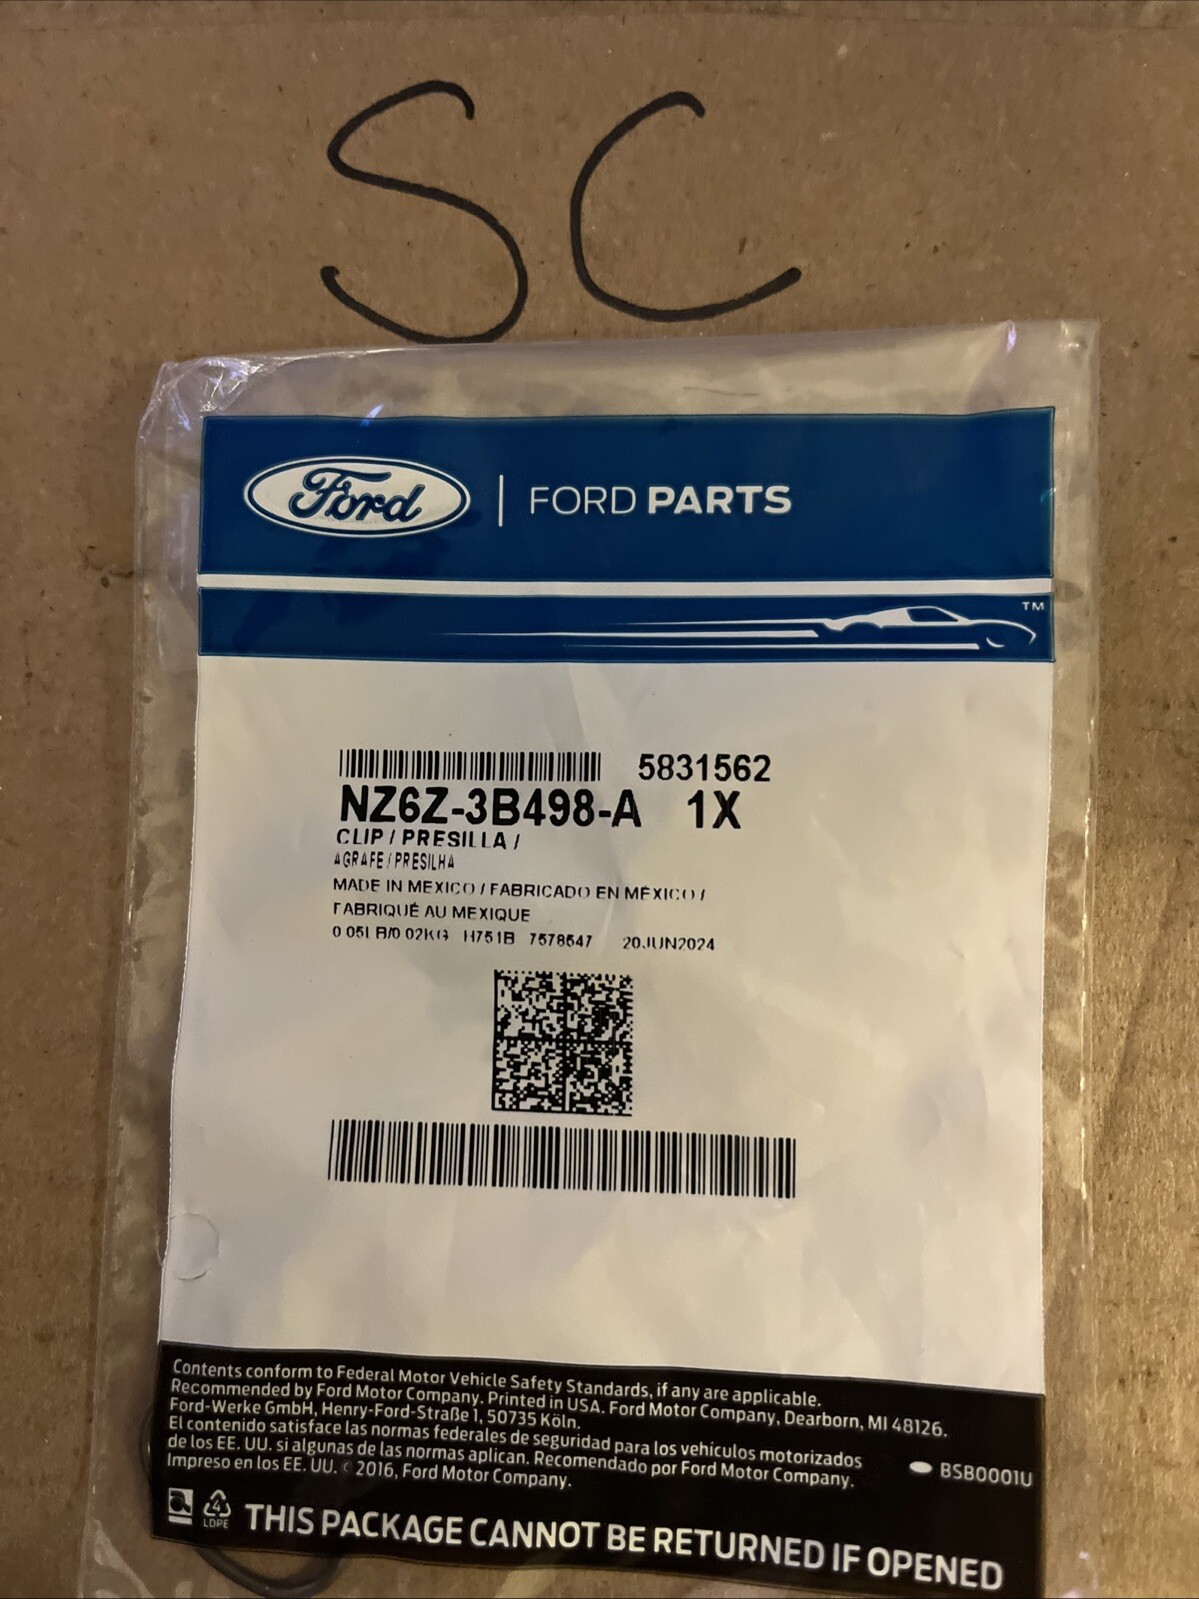 SC
Ford | FORD PARTS
TM
5831562
NZ6Z-3B498-A 1X
CLIP / PRESILLA /
AGRAFE / PRESILHA
MADE IN MEXICO / FABRICADO EN MÉXICO /
FABRIQUÉ AU MEXIQUE
0.05LB/0.02KG H751B 7578547 20JUN2024
Contents conform to Federal Motor Vehicle Safety Standards, if any are applicable.
Recommended by Ford Motor Company. Printed in USA. Ford Motor Company, Dearborn, MI 48126.
Ford-Werke GmbH, Henry-Ford-Straße 1, 50735 Köln.
El contenido satisface las normas federales de seguridad para los vehículos motorizados
de los EE. UU. si algunas de las normas aplican. Recomendado por Ford Motor Company.
Impreso en los EE. UU. © 2016, Ford Motor Company.
BSB0001U
4
LDPE
THIS PACKAGE CANNOT BE RETURNED IF OPENED